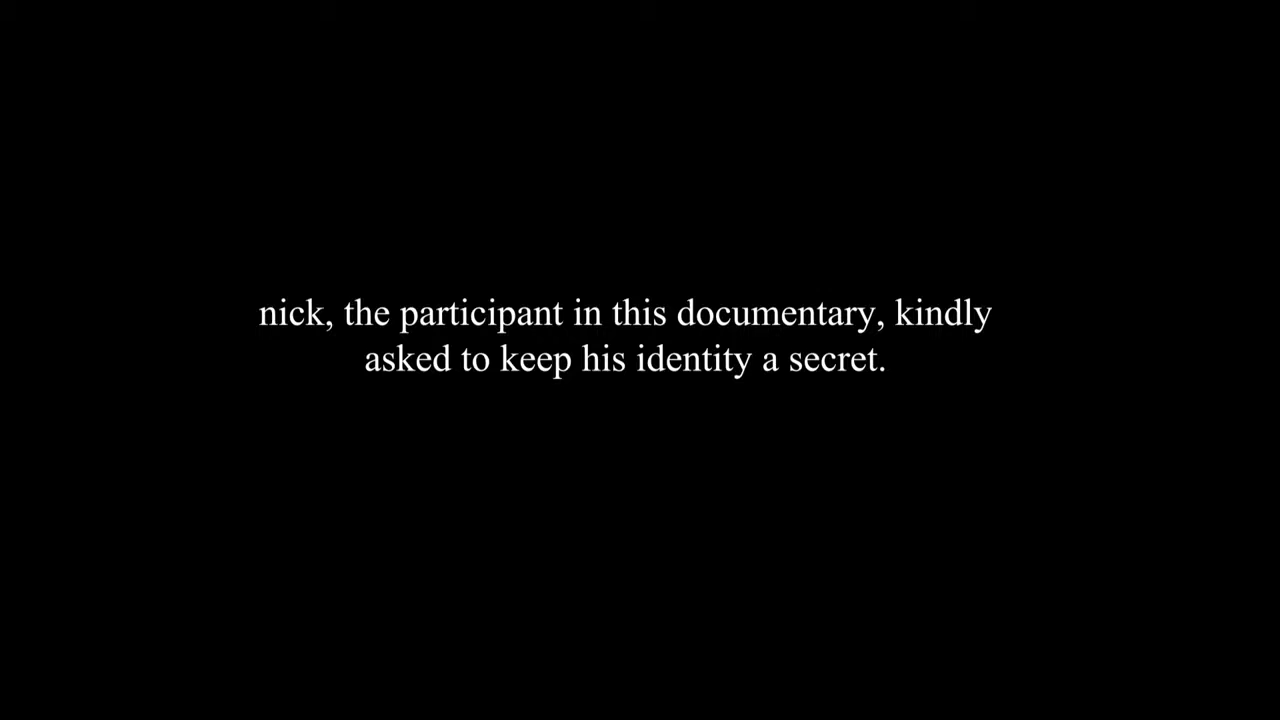 nick, the participant in this documentary, kindly
asked to keep his identity a secret.